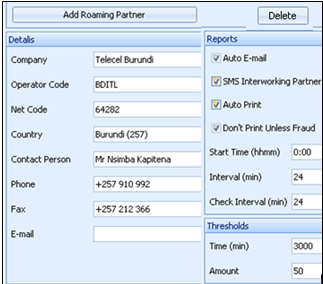 Add Roaming Partner
Delete
Details
Company Telecel Burundi
Operator Code BDITL
Net Code 64282
Country Burundi (257)
Contact Person Mr Nsimba Kapitena
Phone +257 910 992
Fax +257 212 366
E-mail
Reports
Auto E-mail
SMS Interworking Partner
Auto Print
Don't Print Unless Fraud
Start Time (hhmm) 0:00
Interval (min) 24
Check Interval (min) 24
Thresholds
Time (min) 3000
Amount 50